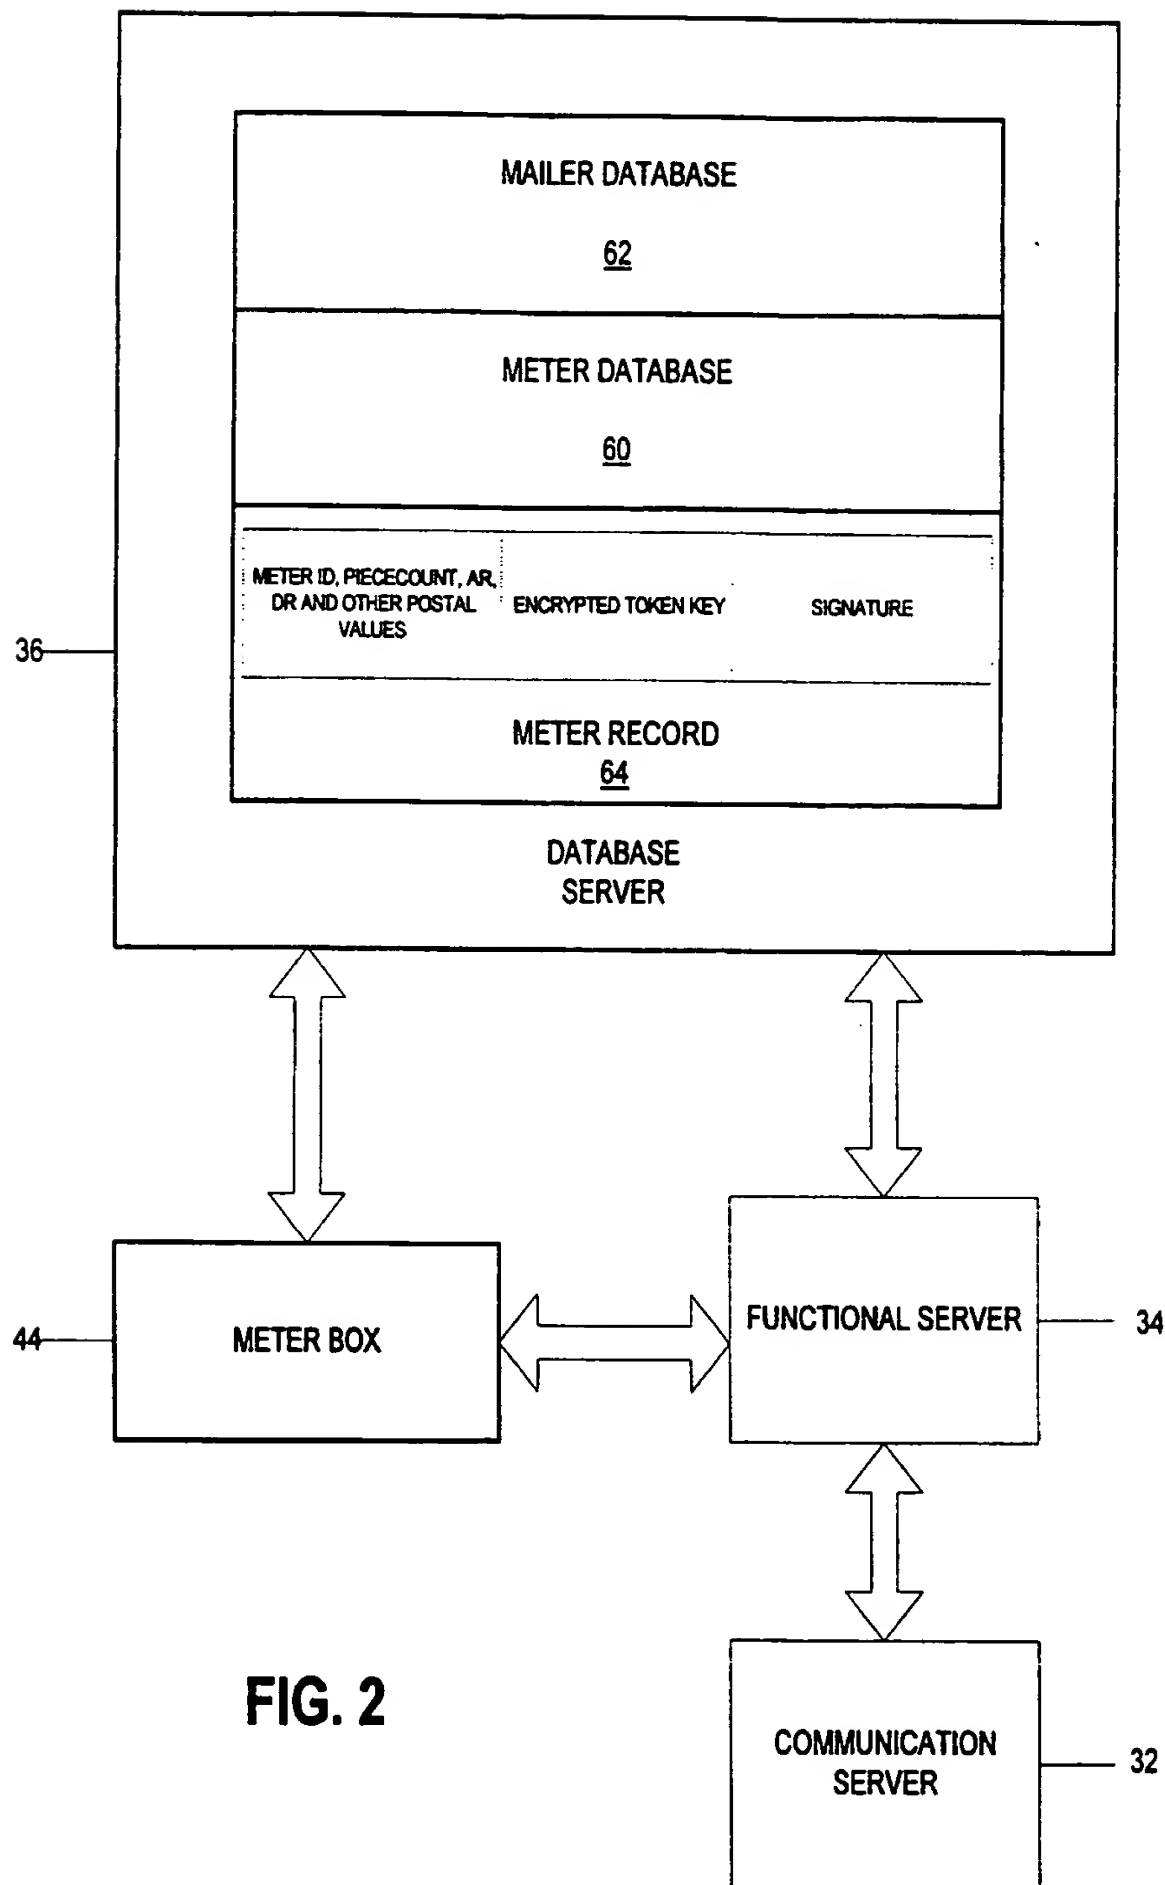 MAILER DATABASE
62
METER DATABASE
60
METER ID, PIECECOUNT, AR,
DR AND OTHER POSTAL
VALUES
ENCRYPTED TOKEN KEY
SIGNATURE
36
METER RECORD
64
DATABASE
SERVER
44
METER BOX
FUNCTIONAL SERVER
34
FIG. 2
COMMUNICATION
SERVER
32